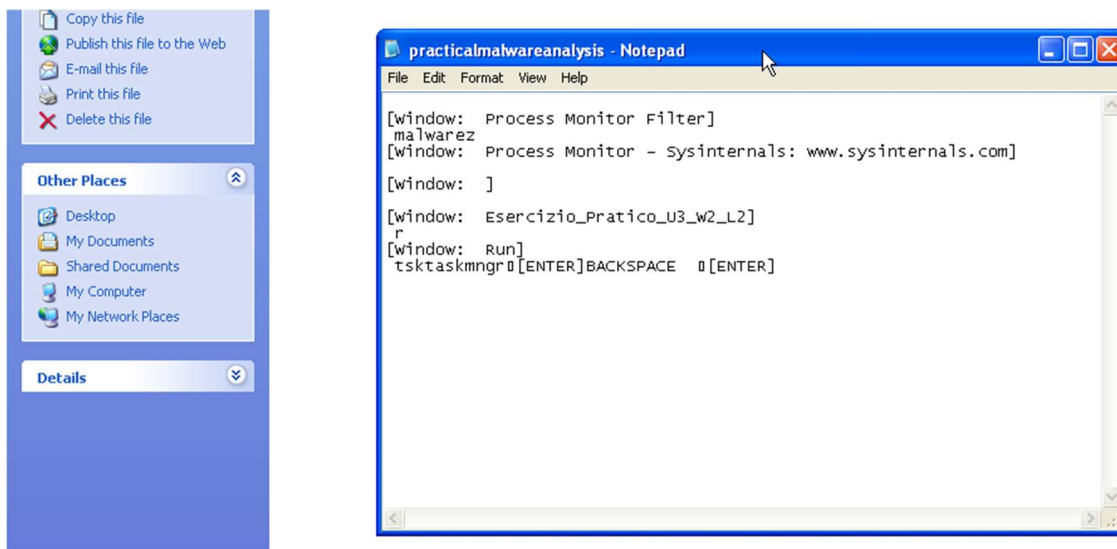 Copy this file
Publish this file to the Web
E-mail this file
Print this file
Delete this file
Other Places
Desktop
My Documents
Shared Documents
My Computer
My Network Places
Details
practicalmalwareanalysis - Notepad
File Edit Format View Help
[Window: Process Monitor Filter]
malwarez
[Window: Process Monitor - Sysinternals: www.sysinternals.com]
[Window: ]
[Window: Esercizio_Pratico_U3_W2_L2]
r
[Window: Run]
tsktaskmngr▯[ENTER]BACKSPACE ▯[ENTER]